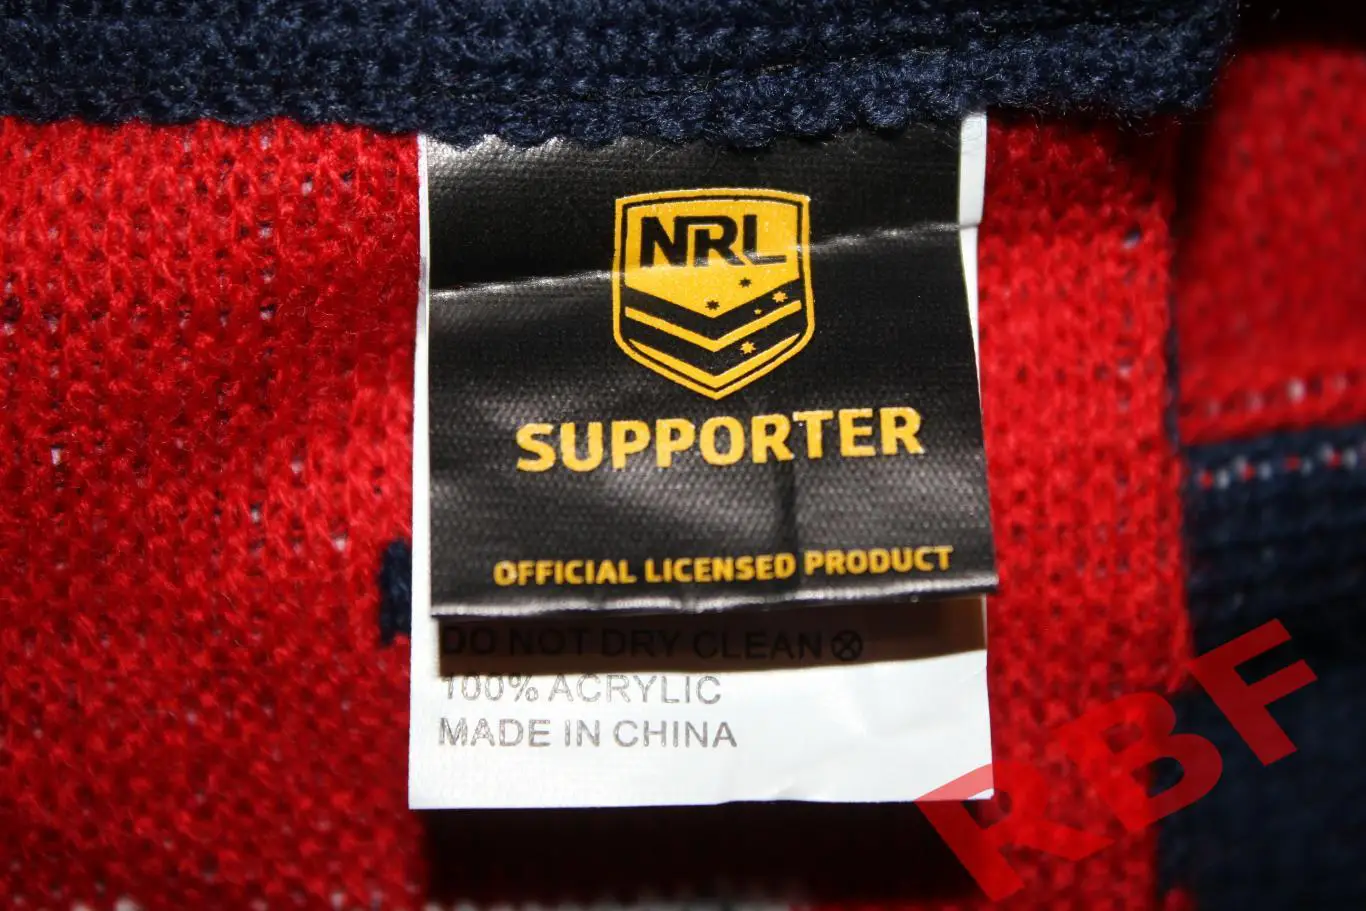 NRL
SUPPORTER
OFFICIAL LICENSED PRODUCT
DO NOT DRY CLEAN
100% ACRYLIC
MADE IN CHINA
RBF